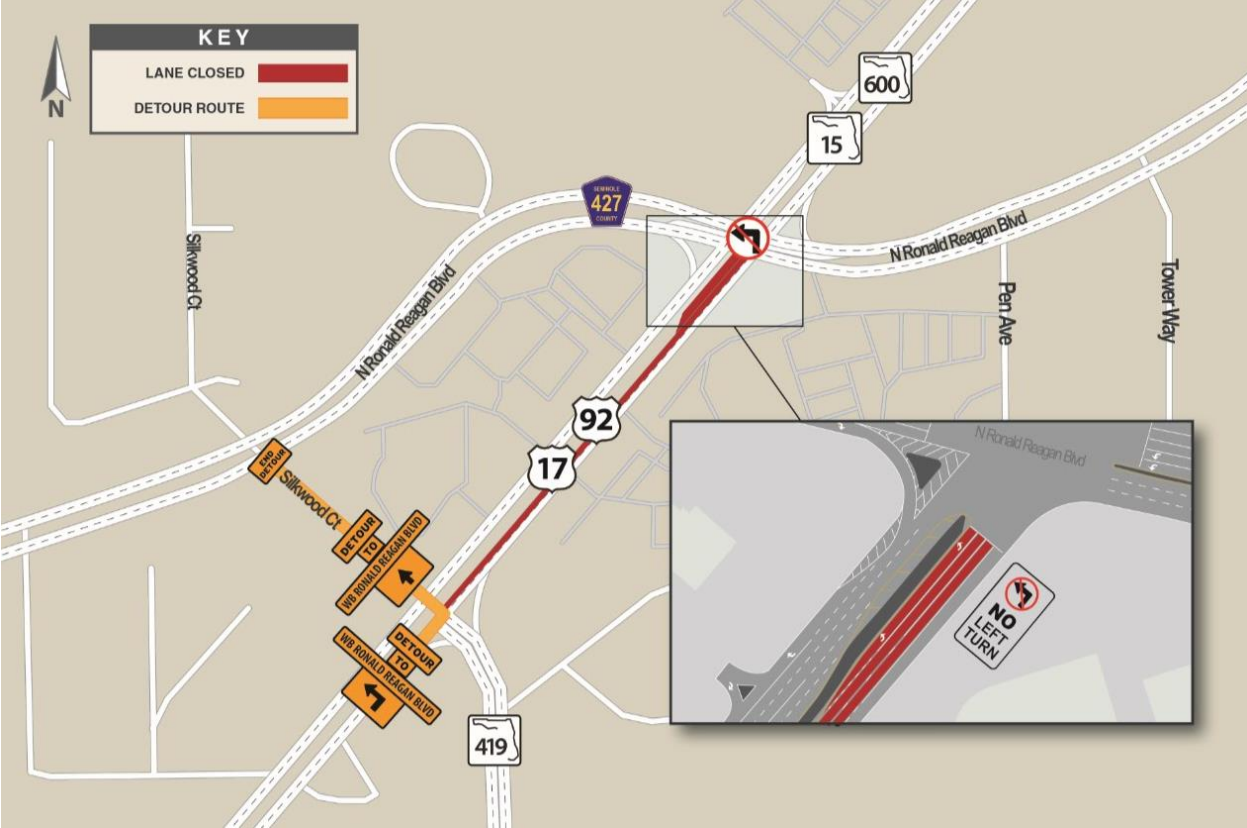 KEY
LANE CLOSED
DETOUR ROUTE
N
600
15
SEMINOLE
427
COUNTY
N Ronald Reagan Blvd
N Ronald Reagan Blvd
Silkwood Ct
Pen Ave
Tower Way
92
17
END
DETOUR
Silkwood Ct
DETOUR
TO
WB RONALD REAGAN BLVD
DETOUR
TO
WB RONALD REAGAN BLVD
419
N Ronald Reagan Blvd
NO
LEFT
TURN